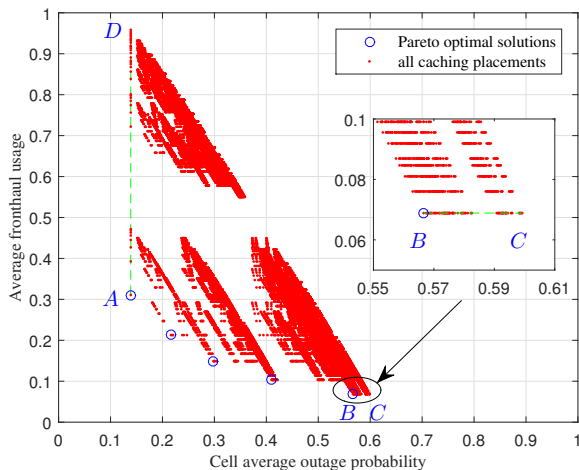 1
0.9
0.8
0.7
0.6
0.5
0.4
0.3
0.2
0.1
0
Average fronthaul usage
D
A
B C
Pareto optimal solutions
all caching placements
0.1
0.08
0.06
B C
0.55 0.57 0.59 0.61
0 0.1 0.2 0.3 0.4 0.5 0.6 0.7 0.8 0.9 1
Cell average outage probability